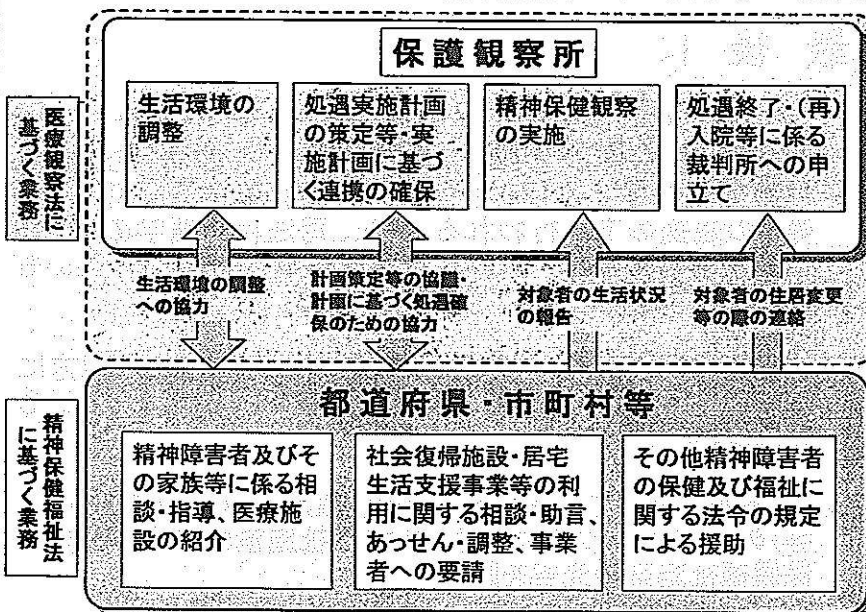 保護観察所
医療観察法に
基づく業務
生活環境の
調整
処遇実施計画
の策定等・実
施計画に基づ
く連携の確保
精神保健観察
の実施
処遇終了・(再)
入院等に係る
裁判所への申
立て
生活環境の調整
への協力
計画策定等の協議・
計画に基づく処遇確
保のための協力
対象者の生活状況
の報告
対象者の住居変更
等の際の連絡
都道府県・市町村等
精神保健福祉法
に基づく業務
精神障害者及びそ
の家族等に係る相
談・指導、医療施
設の紹介
社会復帰施設・居宅
生活支援事業等の利
用に関する相談・助言、
あっせん・調整、事業
者への要請
その他精神障害者
の保健及び福祉に
関する法令の規定
による援助